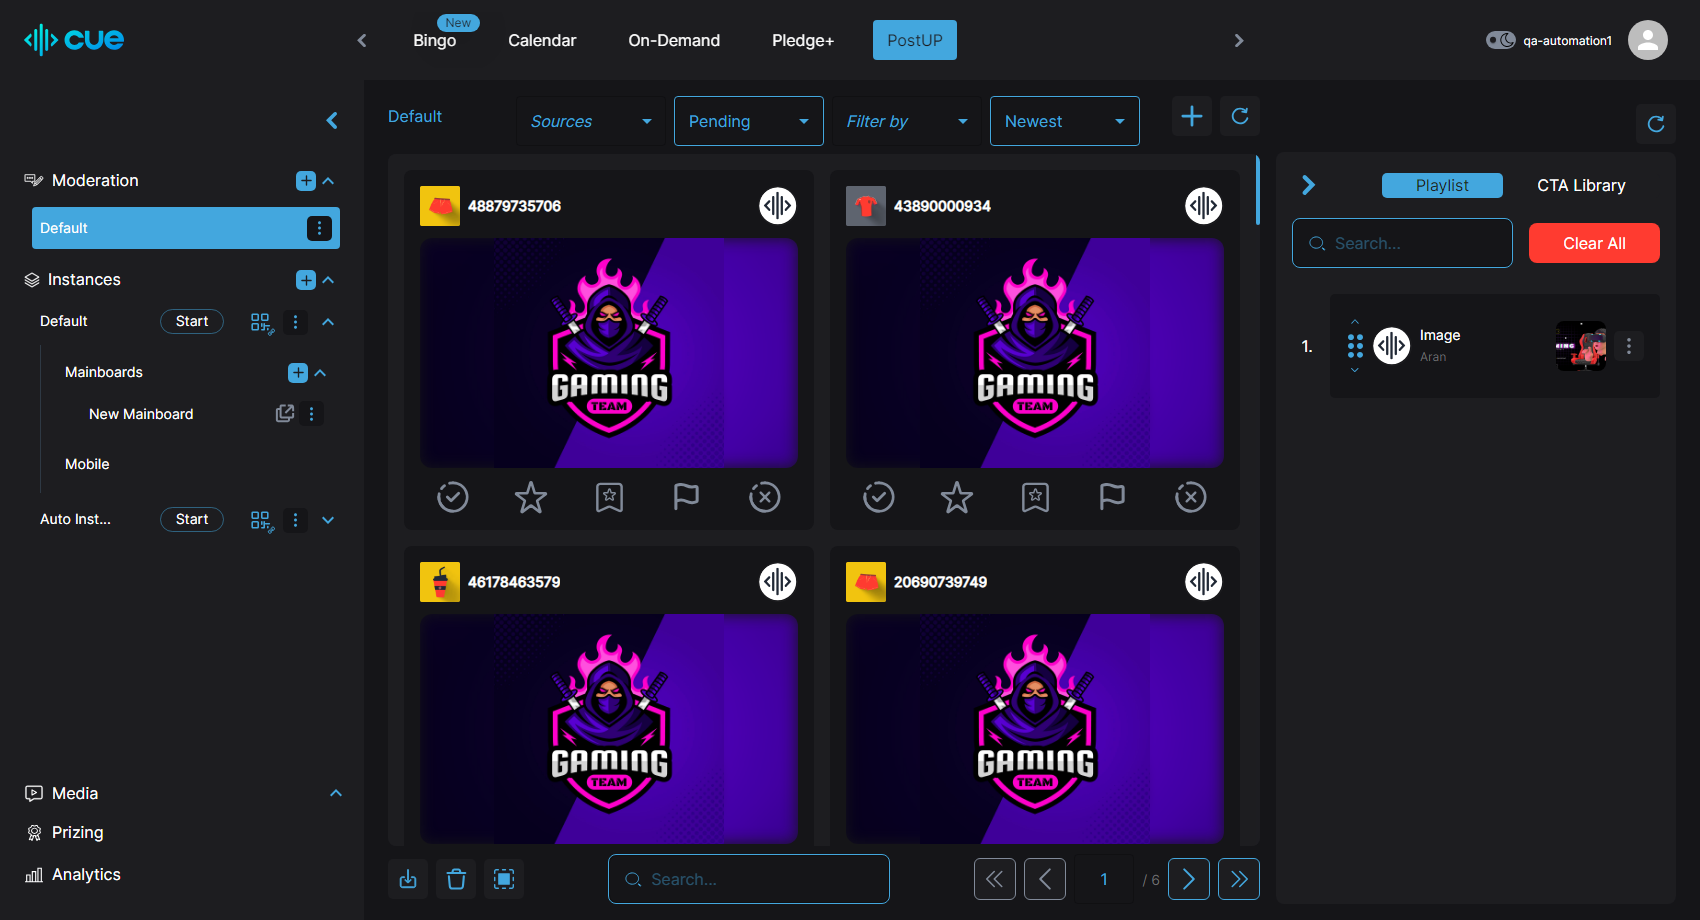 cue
New
Bingo
Calendar
On-Demand
Pledge+
PostUP
qa-automation1
Default
Sources
Pending
Filter by
Newest
Moderation
Default
Instances
Default
Start
Mainboards
New Mainboard
Mobile
Auto Inst...
Start
Media
Prizing
Analytics
48879735706
GAMING
TEAM
43890000934
GAMING
TEAM
46178463579
GAMING
TEAM
20690739749
GAMING
TEAM
Search...
1
/ 6
Playlist
CTA Library
Search...
Clear All
1.
Image
Aran
MING